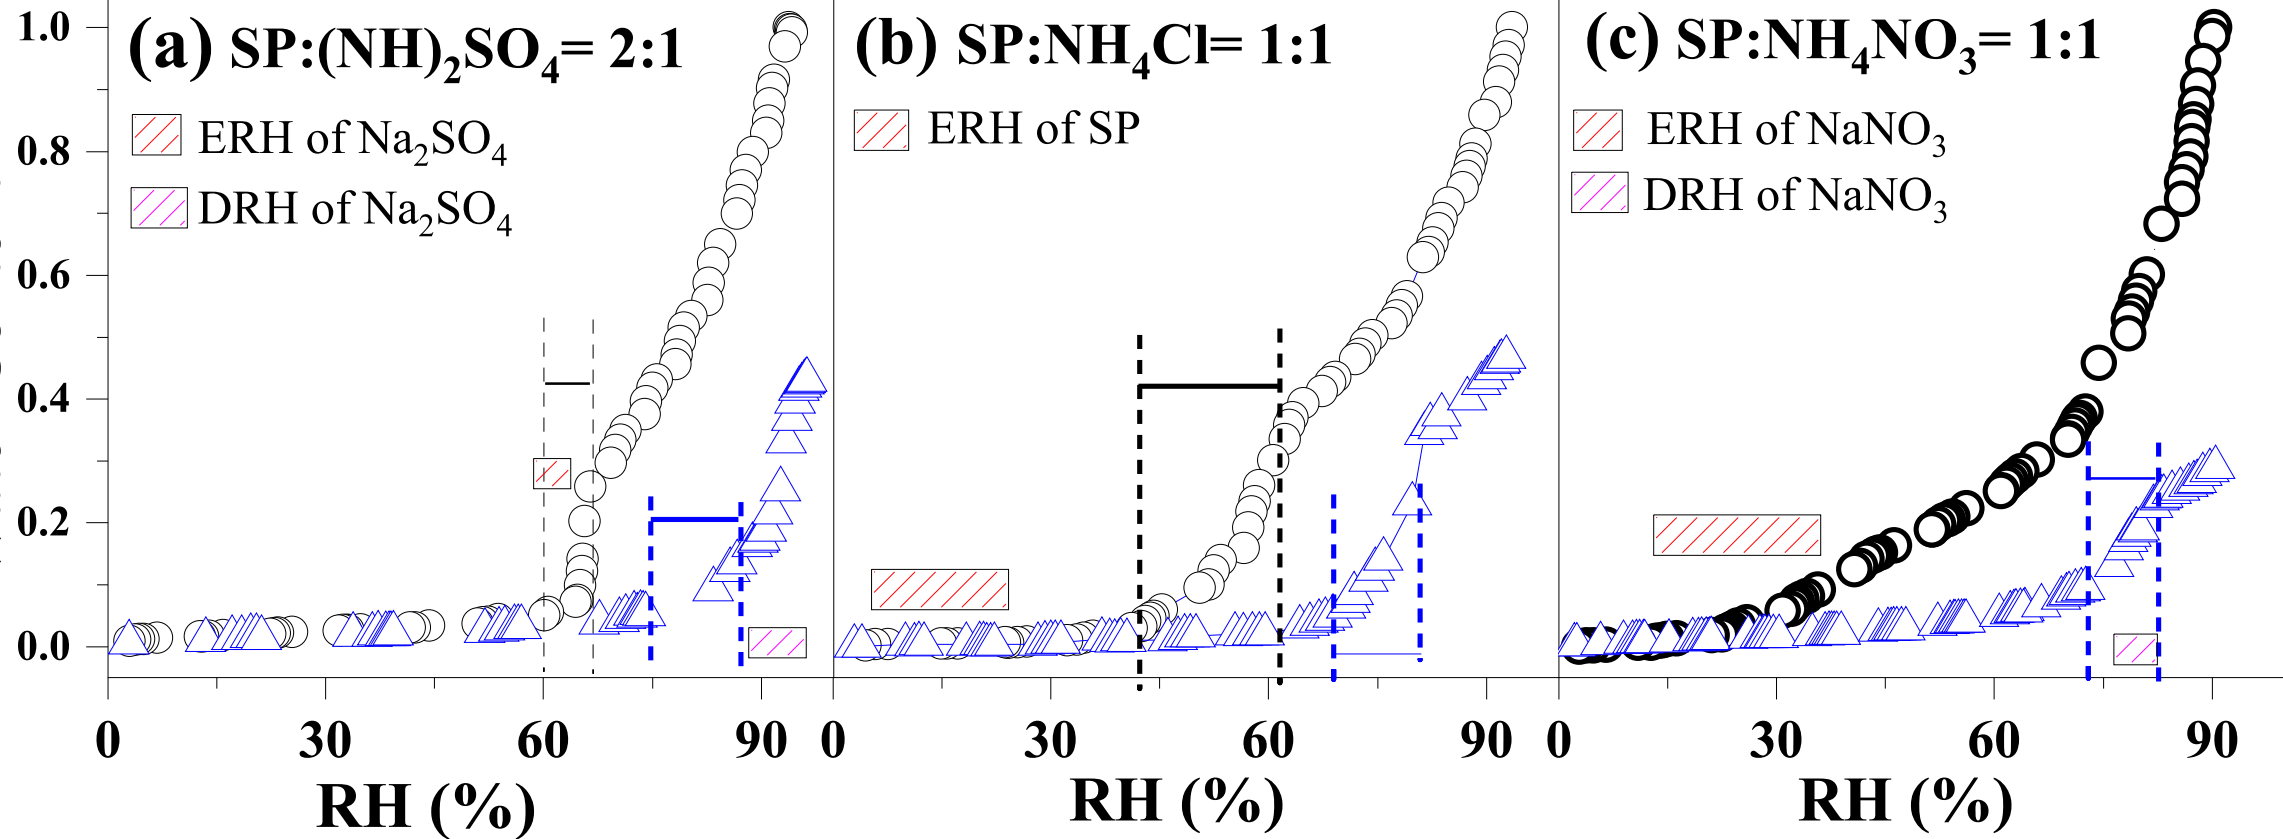 (a) SP:(NH)₂SO₄= 2:1
ERH of Na₂SO₄
DRH of Na₂SO₄
(b) SP:NH₄Cl= 1:1
ERH of SP
(c) SP:NH₄NO₃= 1:1
ERH of NaNO₃
DRH of NaNO₃
1.0
0.8
0.6
0.4
0.2
0.0
0 30 60 90 0 30 60 90 0 30 60 90
RH (%) RH (%) RH (%)